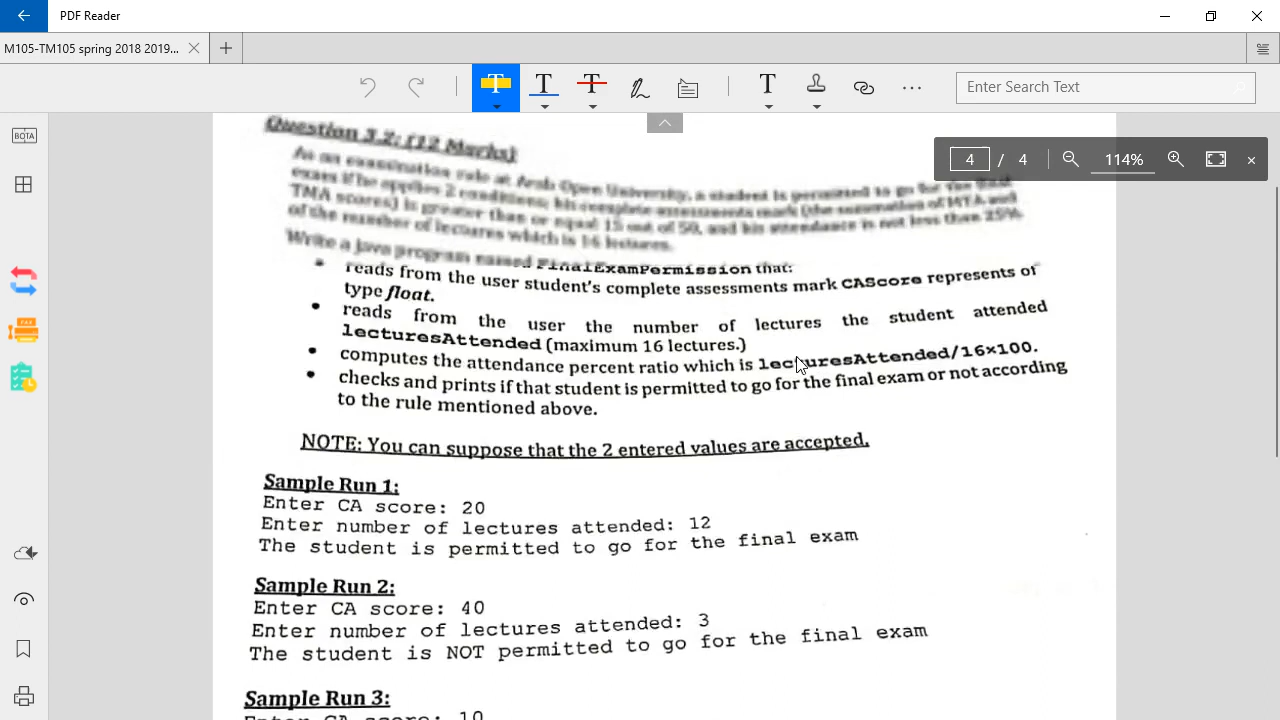 PDF Reader
M105-TM105 spring 2018 2019...
Enter Search Text
BOTA
4 / 4 114%
Question 3.2: (12 Marks)
As an examination rule at Arab Open University, a student is permitted to go for the final
exam if he applies 2 conditions: his complete assessments mark (the summation of MTA and
TMA scores) is greater than or equal 15 out of 50, and his attendance is not less than 25%
of the number of lectures which is 16 lectures.
Write a Java program named FinalExamPermission that:
• reads from the user student's complete assessments mark CAScore represents of
type float.
• reads from the user the number of lectures the student attended
lecturesAttended (maximum 16 lectures.)
• computes the attendance percent ratio which is lecturesAttended/16×100.
• checks and prints if that student is permitted to go for the final exam or not according
to the rule mentioned above.
NOTE: You can suppose that the 2 entered values are accepted.
Sample Run 1:
Enter CA score: 20
Enter number of lectures attended: 12
The student is permitted to go for the final exam
Sample Run 2:
Enter CA score: 40
Enter number of lectures attended: 3
The student is NOT permitted to go for the final exam
Sample Run 3:
Enter CA score: 10